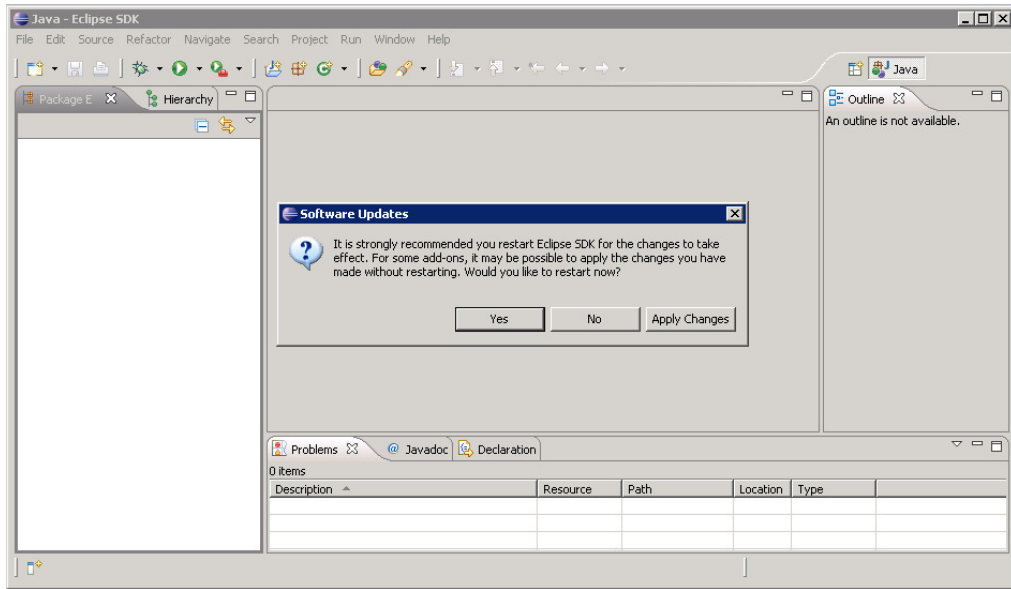 Java - Eclipse SDK
File Edit Source Refactor Navigate Search Project Run Window Help
Java
Package E
Hierarchy
Outline
An outline is not available.
Software Updates
It is strongly recommended you restart Eclipse SDK for the changes to take
effect. For some add-ons, it may be possible to apply the changes you have
made without restarting. Would you like to restart now?
Yes No Apply Changes
Problems @ Javadoc Declaration
0 items
Description Resource Path Location Type